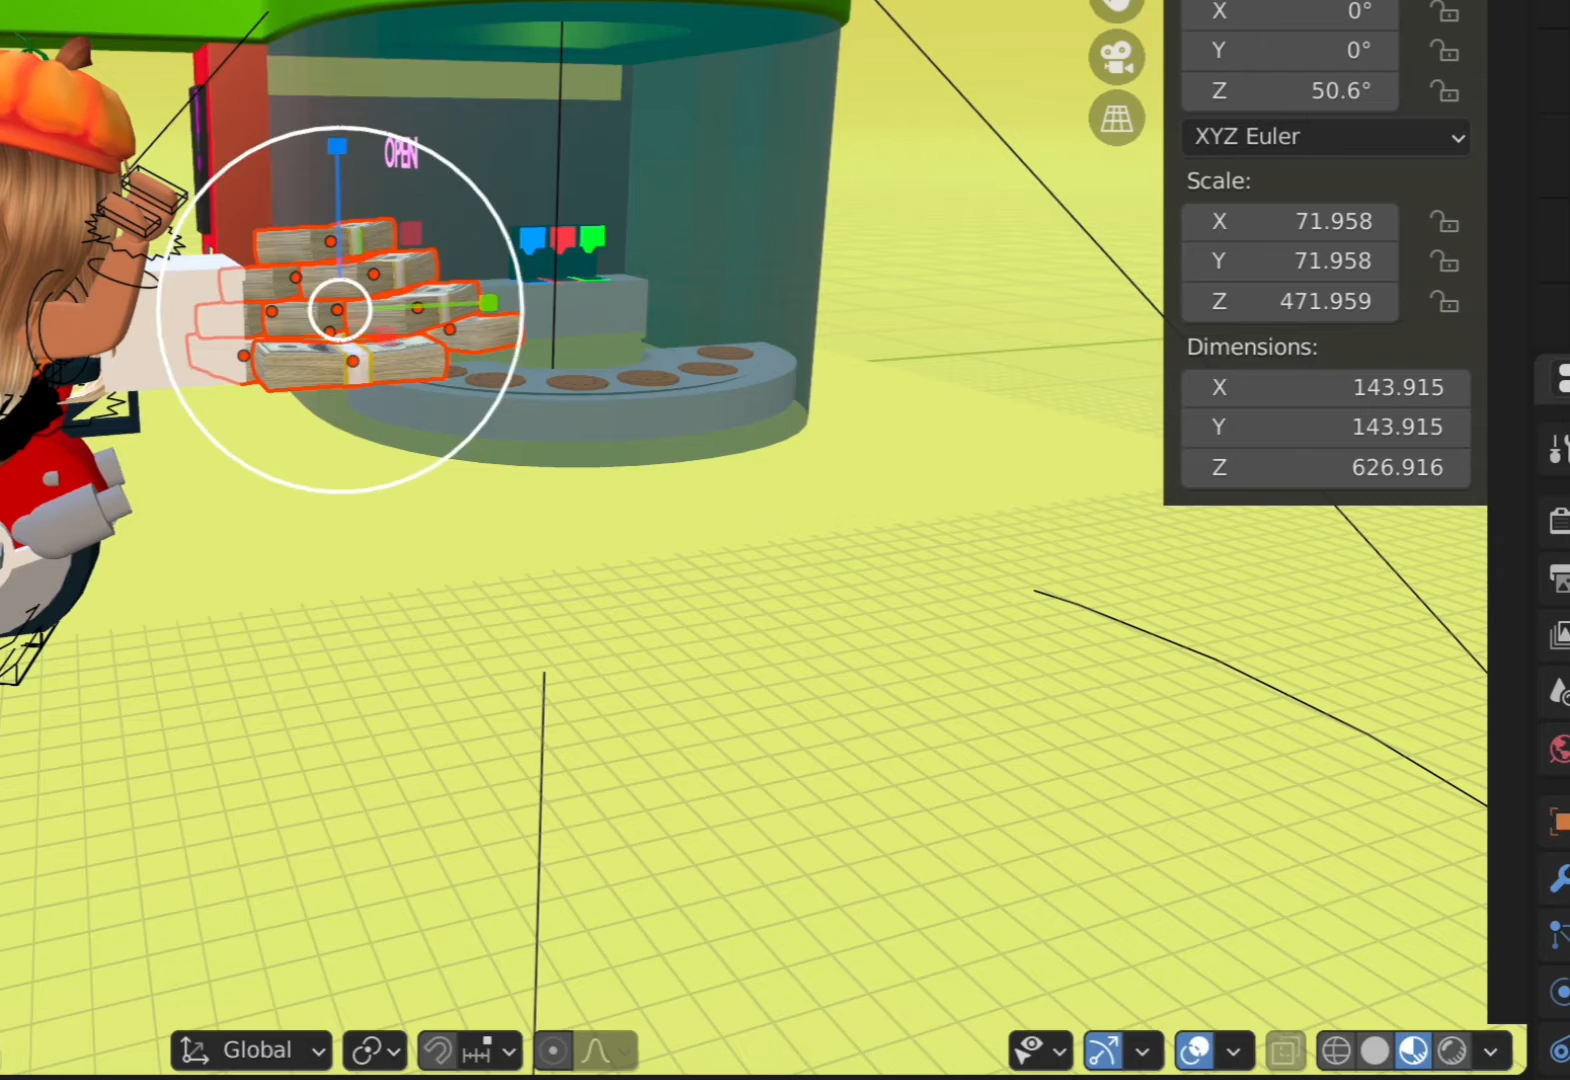 X 0°
Y 0°
Z 50.6°
XYZ Euler
Scale:
X 71.958
Y 71.958
Z 471.959
Dimensions:
X 143.915
Y 143.915
Z 626.916
OPEN
Global